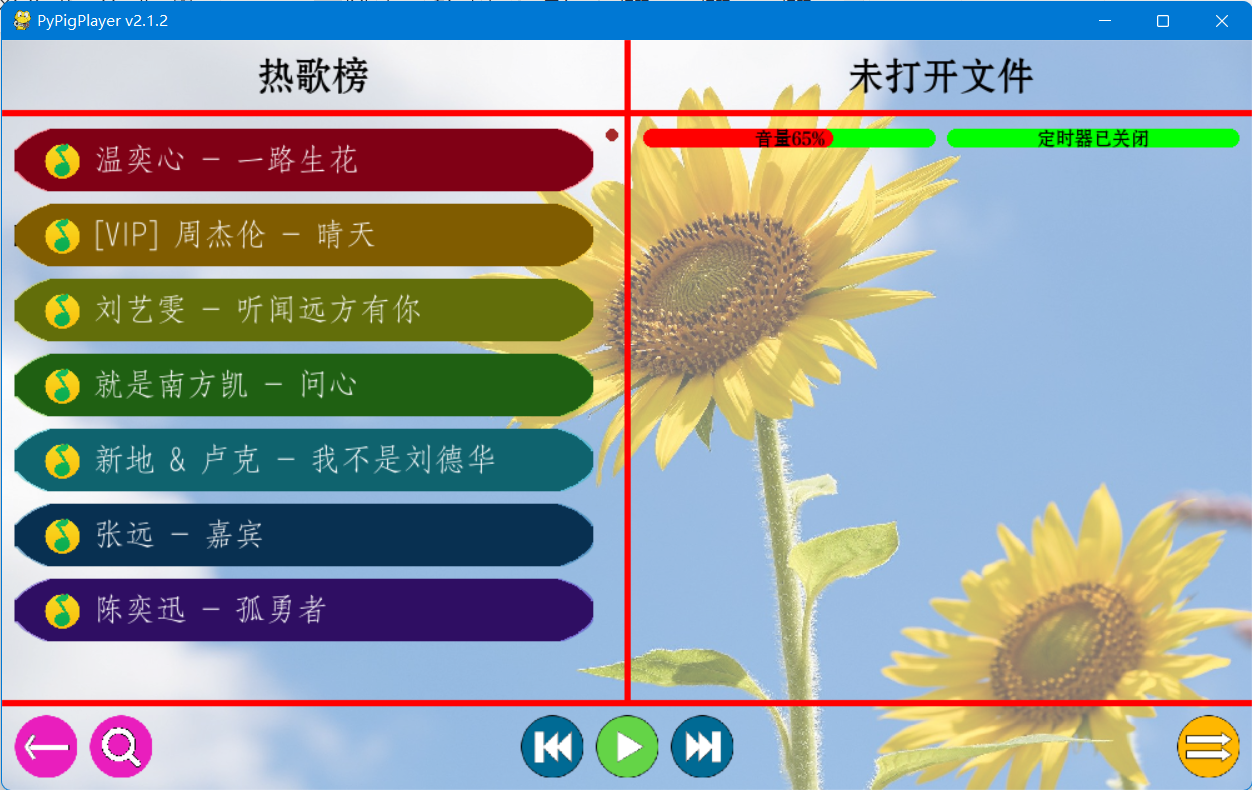 PyPigPlayer v2.1.2
热歌榜
未打开文件
音量65%
定时器已关闭
温奕心 － 一路生花
[VIP] 周杰伦 － 晴天
刘艺雯 － 听闻远方有你
就是南方凯 － 问心
新地 & 卢克 － 我不是刘德华
张远 － 嘉宾
陈奕迅 － 孤勇者